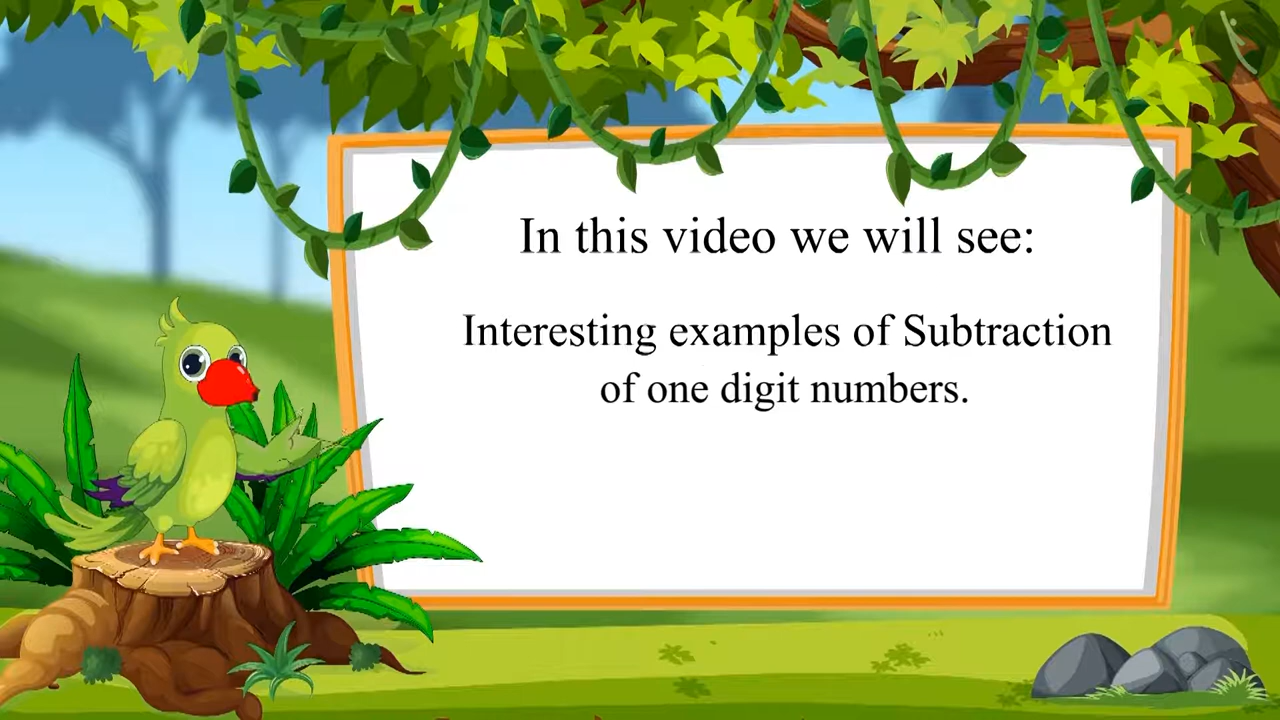 In this video we will see:
Interesting examples of Subtraction
of one digit numbers.